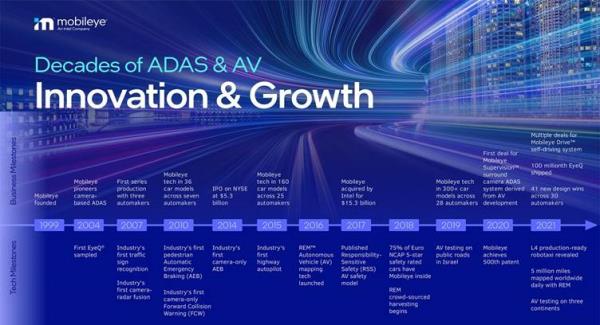 mobileye
An Intel Company
Decades of ADAS & AV
Innovation & Growth
Business Milestones
Mobileye
founded
Mobileye
pioneers
camera-
based ADAS
First series
production with
three automakers
Mobileye
tech in 36
car models
across seven
automakers
IPO on NYSE
at $5.3
billion
Mobileye
tech in 160
car models
across 25
automakers
Mobileye
acquired by
Intel for
$15.3 billion
Mobileye tech
in 300+ car
models across
28 automakers
First deal for
Mobileye
Supervision™
surround
camera ADAS
system derived
from AV
development
Multiple deals for
Mobileye Drive™
self-driving system
100 millionth EyeQ
shipped
41 new design wins
across 30
automakers
1999
2004
2007
2010
2014
2015
2016
2017
2018
2019
2020
2021
Tech Milestones
First EyeQ®
sampled
Industry's
first traffic
sign
recognition
Industry's
first camera-
radar fusion
Industry's first
pedestrian
Automatic
Emergency
Braking (AEB)
Industry's first
camera-only
Forward Collision
Warning (FCW)
Industry's first
camera-only AEB
Industry's
first
highway
autopilot
REM™
Autonomous
Vehicle (AV)
mapping
tech
launched
Published
Responsibility-
Sensitive
Safety (RSS)
AV safety
model
75% of Euro
NCAP 5-star
safety rated
cars have
Mobileye inside
REM
crowd-sourced
harvesting
begins
AV testing on
public roads
in Israel
Mobileye
achieves
500th patent
L4 production-ready
robotaxi revealed
5 million miles
mapped worldwide
daily with REM
AV testing on three
continents